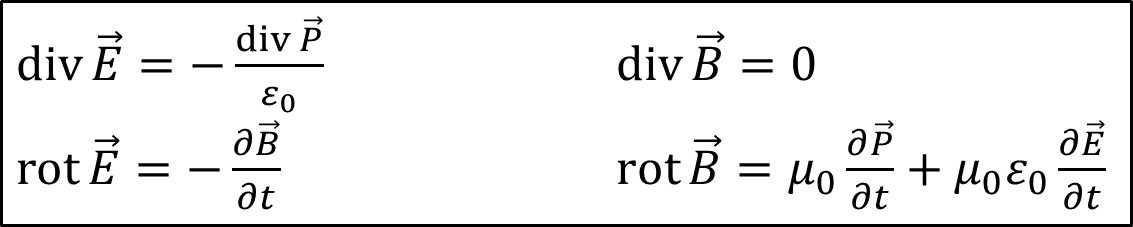 div E⃗ = − div P⃗ / ε₀    div B⃗ = 0
rot E⃗ = − ∂B⃗ / ∂t    rot B⃗ = μ₀ ∂P⃗ / ∂t + μ₀ε₀ ∂E⃗ / ∂t